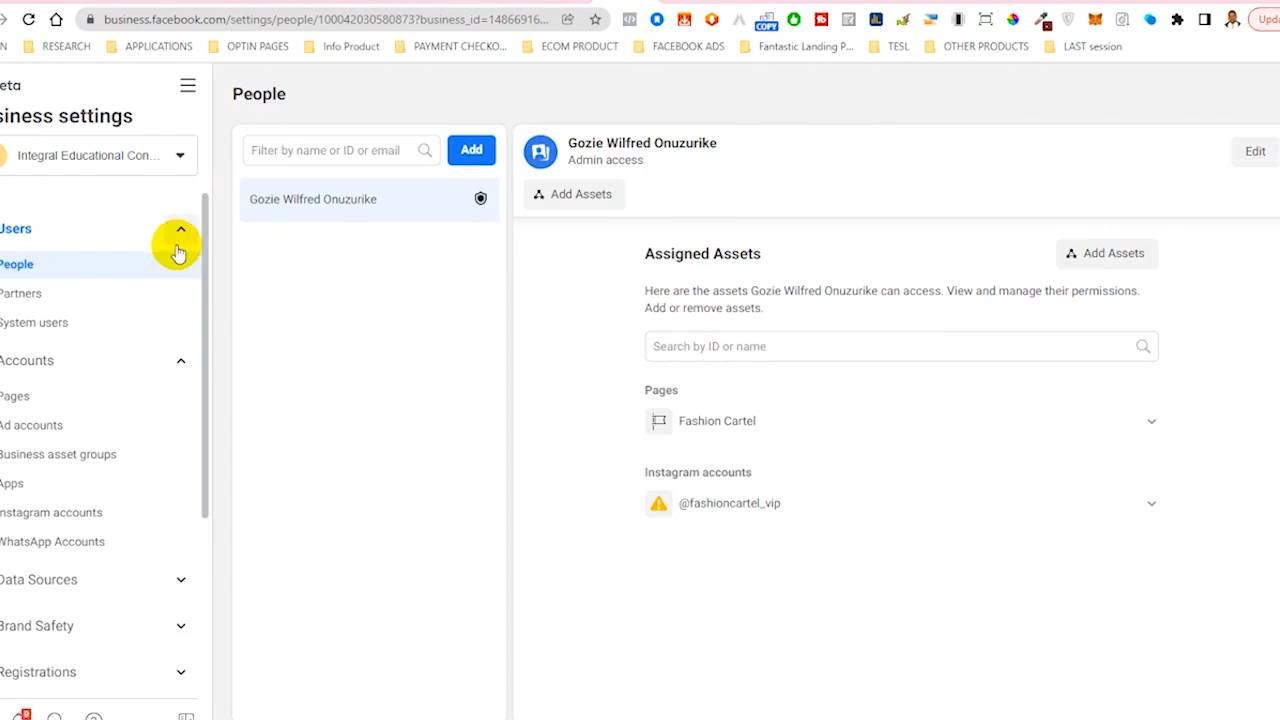 business.facebook.com/settings/people/100042030580873?business_id=14866916...
COPY
Upda
N
RESEARCH
APPLICATIONS
OPTIN PAGES
Info Product
PAYMENT CHECKO...
ECOM PRODUCT
FACEBOOK ADS
Fantastic Landing P...
TESL
OTHER PRODUCTS
LAST session
eta
siness settings
Integral Educational Con...
Users
People
Partners
System users
Accounts
Pages
Ad accounts
Business asset groups
Apps
Instagram accounts
WhatsApp Accounts
Data Sources
Brand Safety
Registrations
People
Filter by name or ID or email
Add
Gozie Wilfred Onuzurike
Gozie Wilfred Onuzurike
Admin access
Edit
Add Assets
Assigned Assets
Add Assets
Here are the assets Gozie Wilfred Onuzurike can access. View and manage their permissions.
Add or remove assets.
Search by ID or name
Pages
Fashion Cartel
Instagram accounts
@fashioncartel_vip